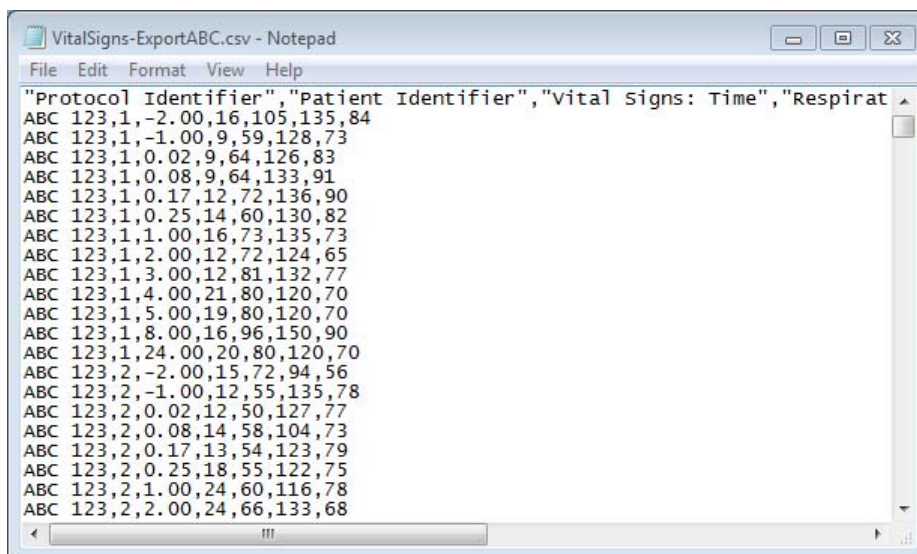 VitalSigns-ExportABC.csv - Notepad
File Edit Format View Help
"Protocol Identifier","Patient Identifier","Vital Signs: Time","Respirat
ABC 123,1,-2.00,16,105,135,84
ABC 123,1,-1.00,9,59,128,73
ABC 123,1,0.02,9,64,126,83
ABC 123,1,0.08,9,64,133,91
ABC 123,1,0.17,12,72,136,90
ABC 123,1,0.25,14,60,130,82
ABC 123,1,1.00,16,73,135,73
ABC 123,1,2.00,12,72,124,65
ABC 123,1,3.00,12,81,132,77
ABC 123,1,4.00,21,80,120,70
ABC 123,1,5.00,19,80,120,70
ABC 123,1,8.00,16,96,150,90
ABC 123,1,24.00,20,80,120,70
ABC 123,2,-2.00,15,72,94,56
ABC 123,2,-1.00,12,55,135,78
ABC 123,2,0.02,12,50,127,77
ABC 123,2,0.08,14,58,104,73
ABC 123,2,0.17,13,54,123,79
ABC 123,2,0.25,18,55,122,75
ABC 123,2,1.00,24,60,116,78
ABC 123,2,2.00,24,66,133,68